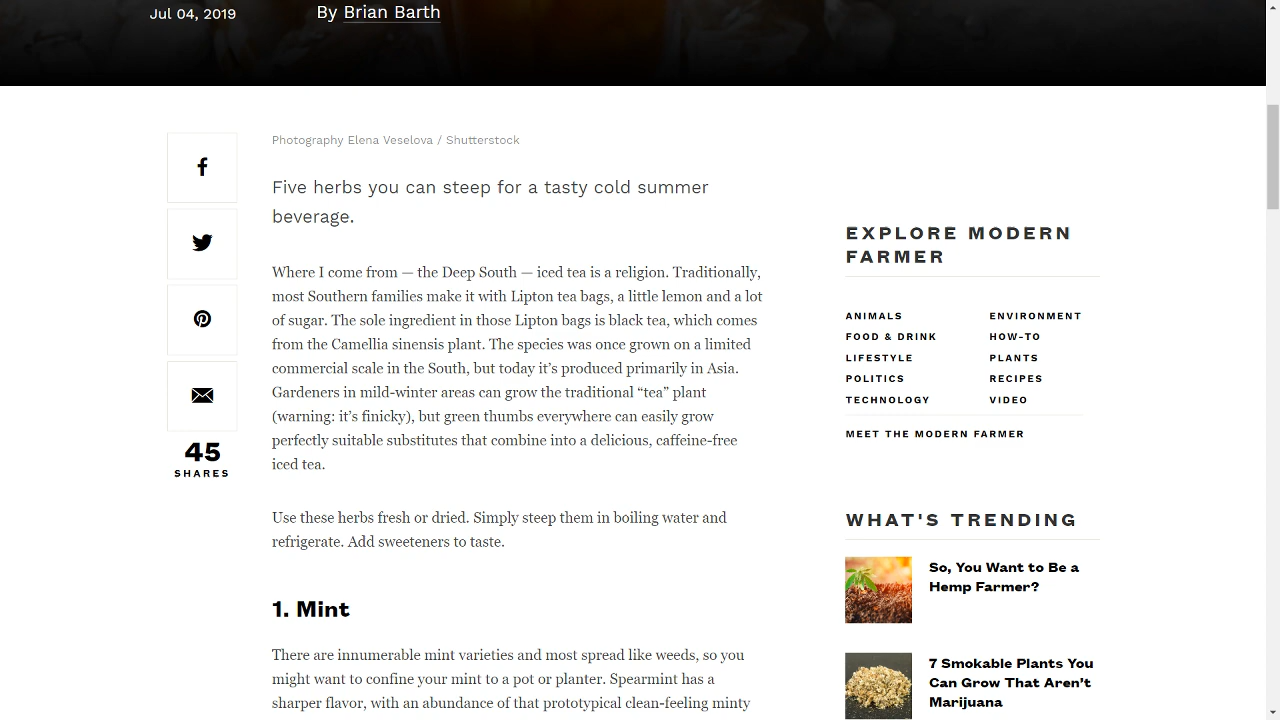 Jul 04, 2019
By Brian Barth
Photography Elena Veselova / Shutterstock
Five herbs you can steep for a tasty cold summer
beverage.
Where I come from — the Deep South — iced tea is a religion. Traditionally,
most Southern families make it with Lipton tea bags, a little lemon and a lot
of sugar. The sole ingredient in those Lipton bags is black tea, which comes
from the Camellia sinensis plant. The species was once grown on a limited
commercial scale in the South, but today it’s produced primarily in Asia.
Gardeners in mild-winter areas can grow the traditional “tea” plant
(warning: it’s finicky), but green thumbs everywhere can easily grow
perfectly suitable substitutes that combine into a delicious, caffeine-free
iced tea.
45
SHARES
Use these herbs fresh or dried. Simply steep them in boiling water and
refrigerate. Add sweeteners to taste.
1. Mint
There are innumerable mint varieties and most spread like weeds, so you
might want to confine your mint to a pot or planter. Spearmint has a
sharper flavor, with an abundance of that prototypical clean-feeling minty
EXPLORE MODERN
FARMER
ANIMALS
FOOD & DRINK
LIFESTYLE
POLITICS
TECHNOLOGY
ENVIRONMENT
HOW-TO
PLANTS
RECIPES
VIDEO
MEET THE MODERN FARMER
WHAT'S TRENDING
So, You Want to Be a
Hemp Farmer?
7 Smokable Plants You
Can Grow That Aren't
Marijuana